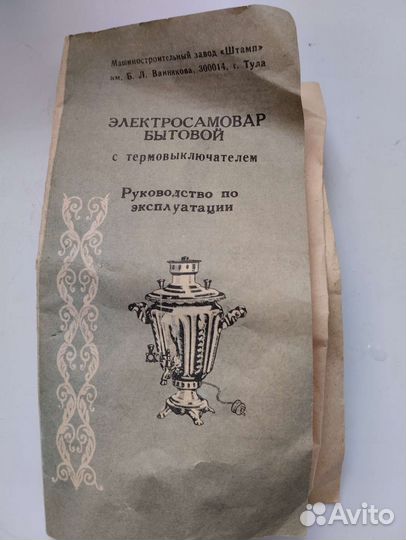 Машиностроительный завод «Штамп»
им. Б. Л. Ванникова, 300014, г. Тула
ЭЛЕКТРОСАМОВАР
БЫТОВОЙ
с термовыключателем
Руководство по
эксплуатации
Avito